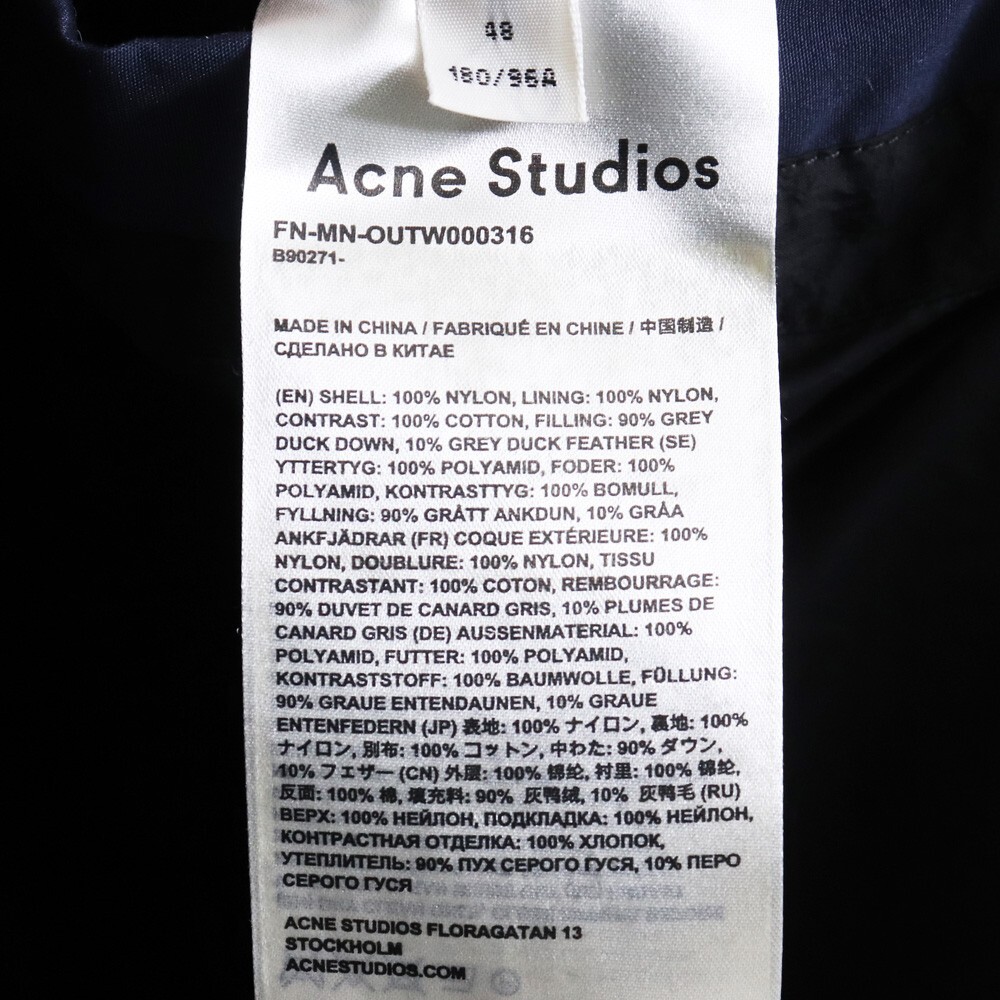 48
180/96A
Acne Studios
FN-MN-OUTW000316
B90271-
MADE IN CHINA / FABRIQUÉ EN CHINE / 中国制造 /
СДЕЛАНО В КИТАЕ
(EN) SHELL: 100% NYLON, LINING: 100% NYLON,
CONTRAST: 100% COTTON, FILLING: 90% GREY
DUCK DOWN, 10% GREY DUCK FEATHER (SE)
YTTERTYG: 100% POLYAMID, FODER: 100%
POLYAMID, KONTRASTTYG: 100% BOMULL,
FYLLNING: 90% GRÅTT ANKDUN, 10% GRÅA
ANKFJÄDRAR (FR) COQUE EXTÉRIEURE: 100%
NYLON, DOUBLURE: 100% NYLON, TISSU
CONTRASTANT: 100% COTON, REMBOURRAGE:
90% DUVET DE CANARD GRIS, 10% PLUMES DE
CANARD GRIS (DE) AUSSENMATERIAL: 100%
POLYAMID, FUTTER: 100% POLYAMID,
KONTRASTSTOFF: 100% BAUMWOLLE, FÜLLUNG:
90% GRAUE ENTENDAUNEN, 10% GRAUE
ENTENFEDERN (JP) 表地: 100% ナイロン, 裏地: 100%
ナイロン, 別布: 100% コットン, 中わた: 90% ダウン,
10% フェザー (CN) 外层: 100% 锦纶, 衬里: 100% 锦纶,
反面: 100% 棉, 填充料: 90% 灰鸭绒, 10% 灰鸭毛 (RU)
ВЕРХ: 100% НЕЙЛОН, ПОДКЛАДКА: 100% НЕЙЛОН,
КОНТРАСТНАЯ ОТДЕЛКА: 100% ХЛОПОК,
УТЕПЛИТЕЛЬ: 90% ПУХ СЕРОГО ГУСЯ, 10% ПЕРО
СЕРОГО ГУСЯ
ACNE STUDIOS FLORAGATAN 13
STOCKHOLM
ACNESTUDIOS.COM